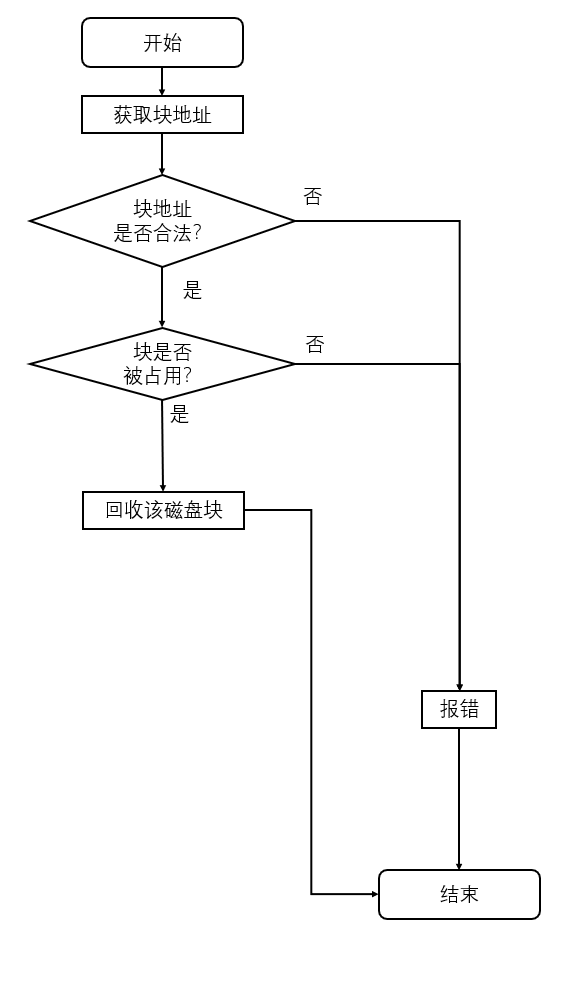 开始
获取块地址
否
块地址
是否合法?
是
否
块是否
被占用?
是
回收该磁盘块
报错
结束